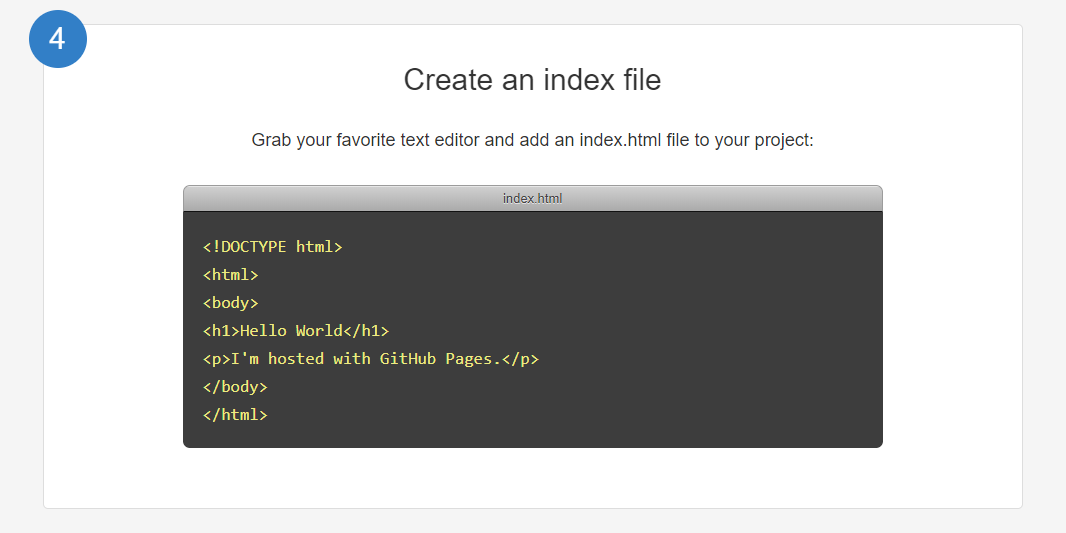 4
Create an index file
Grab your favorite text editor and add an index.html file to your project:
index.html
<!DOCTYPE html>
<html>
<body>
<h1>Hello World</h1>
<p>I'm hosted with GitHub Pages.</p>
</body>
</html>